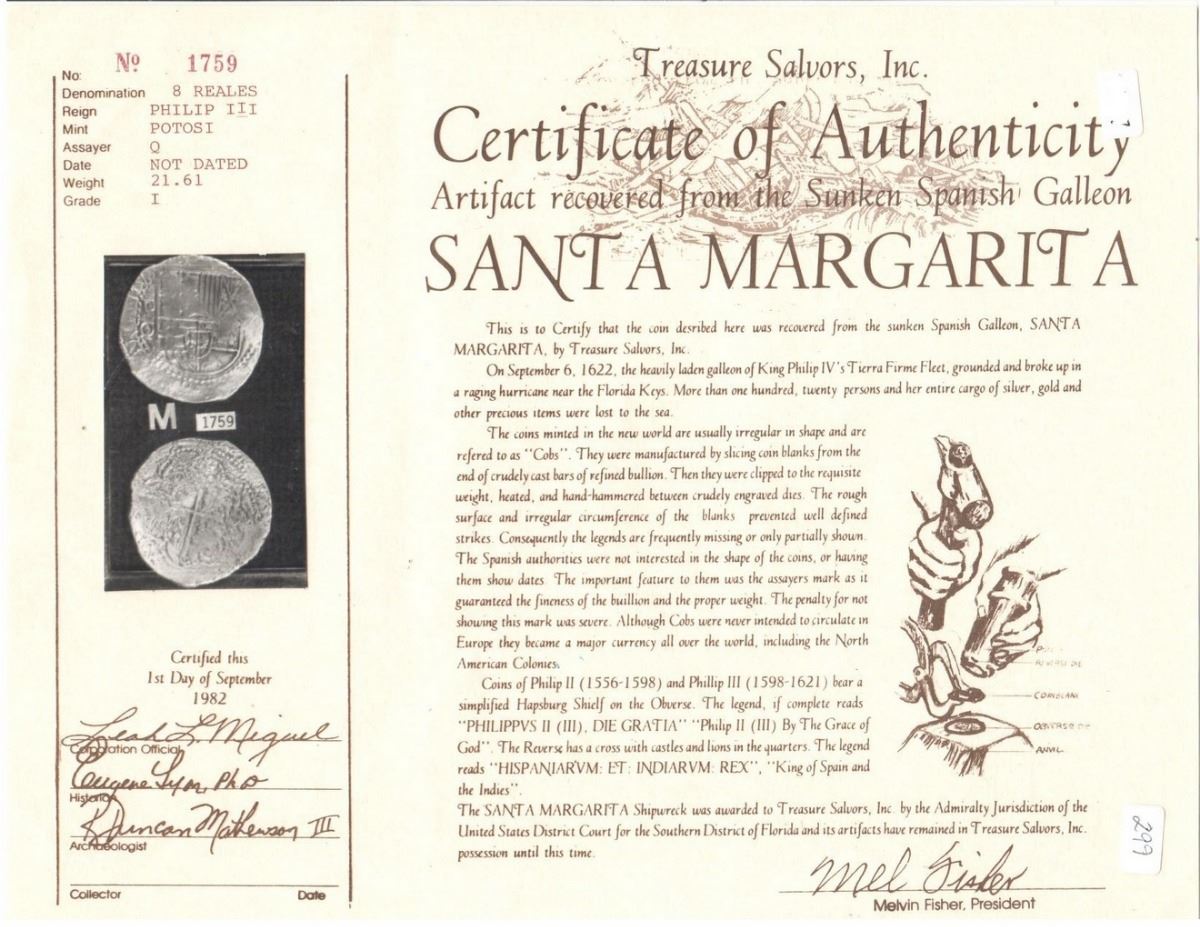 No: Nº 1759
Denomination 8 REALES
Reign PHILIP III
Mint POTOSI
Assayer Q
Date NOT DATED
Weight 21.61
Grade I
M 1759
Certified this
1st Day of September
1982
Leah L. Miguel
Corporation Official
Eugene Lyon, PhD
Historian
R Duncan Mathewson III
Archaeologist
Collector Date
Treasure Salvors, Inc.
Certificate of Authenticity
Artifact recovered from the Sunken Spanish Galleon
SANTA MARGARITA
This is to Certify that the coin desribed here was recovered from the sunken Spanish Galleon, SANTA
MARGARITA, by Treasure Salvors, Inc.
On September 6, 1622, the heavily laden galleon of King Philip IV's Tierra Firme Fleet, grounded and broke up in
a raging hurricane near the Florida Keys. More than one hundred, twenty persons and her entire cargo of silver, gold and
other precious items were lost to the sea.
The coins minted in the new world are usually irregular in shape and are
refered to as "Cobs". They were manufactured by slicing coin blanks from the
end of crudely cast bars of refined bullion. Then they were clipped to the requisite
weight, heated, and hand-hammered between crudely engraved dies. The rough
surface and irregular circumference of the blanks prevented well defined
strikes. Consequently the legends are frequently missing or only partially shown.
The Spanish authorities were not interested in the shape of the coins, or having
them show dates. The important feature to them was the assayers mark as it
guaranteed the fineness of the buillion and the proper weight. The penalty for not
showing this mark was severe. Although Cobs were never intended to circulate in
Europe they became a major currency all over the world, including the North
American Colonies.
Coins of Philip II (1556-1598) and Phillip III (1598-1621) bear a
simplified Hapsburg Shielf on the Obverse. The legend, if complete reads
"PHILIPPVS II (III), DIE GRATIA" "Philip II (III) By The Grace of
God". The Reverse has a cross with castles and lions in the quarters. The legend
reads "HISPANIARVM: ET: INDIARVM: REX", "King of Spain and
the Indies".
REVERSE DIE
COIN BLANK
OBVERSE DIE
ANVIL
The SANTA MARGARITA Shipwreck was awarded to Treasure Salvors, Inc. by the Admiralty Jurisdiction of the
United States District Court for the Southern District of Florida and its artifacts have remained in Treasure Salvors, Inc.
possession until this time.
Mel Fisher
Melvin Fisher, President
299